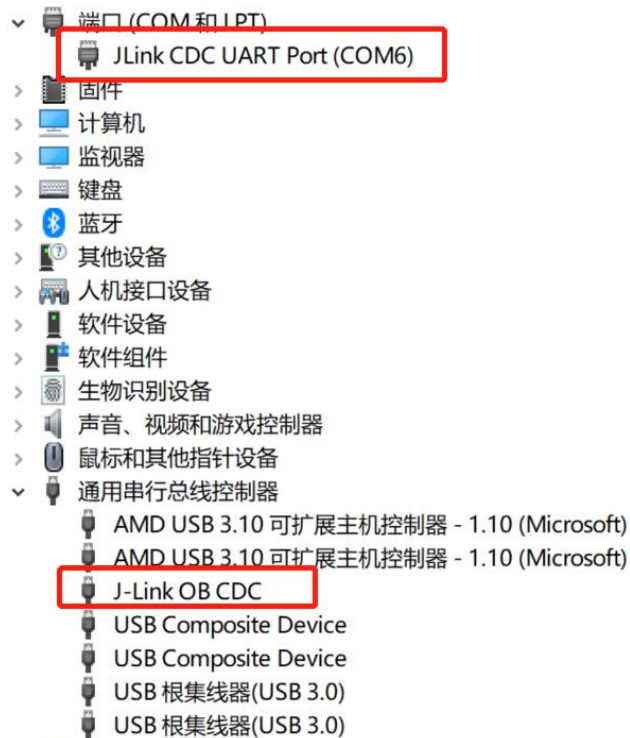 端口 (COM 和 LPT)
JLink CDC UART Port (COM6)
固件
计算机
监视器
键盘
蓝牙
其他设备
人机接口设备
软件设备
软件组件
生物识别设备
声音、视频和游戏控制器
鼠标和其他指针设备
通用串行总线控制器
AMD USB 3.10 可扩展主机控制器 - 1.10 (Microsoft)
AMD USB 3.10 可扩展主机控制器 - 1.10 (Microsoft)
J-Link OB CDC
USB Composite Device
USB Composite Device
USB 根集线器(USB 3.0)
USB 根集线器(USB 3.0)